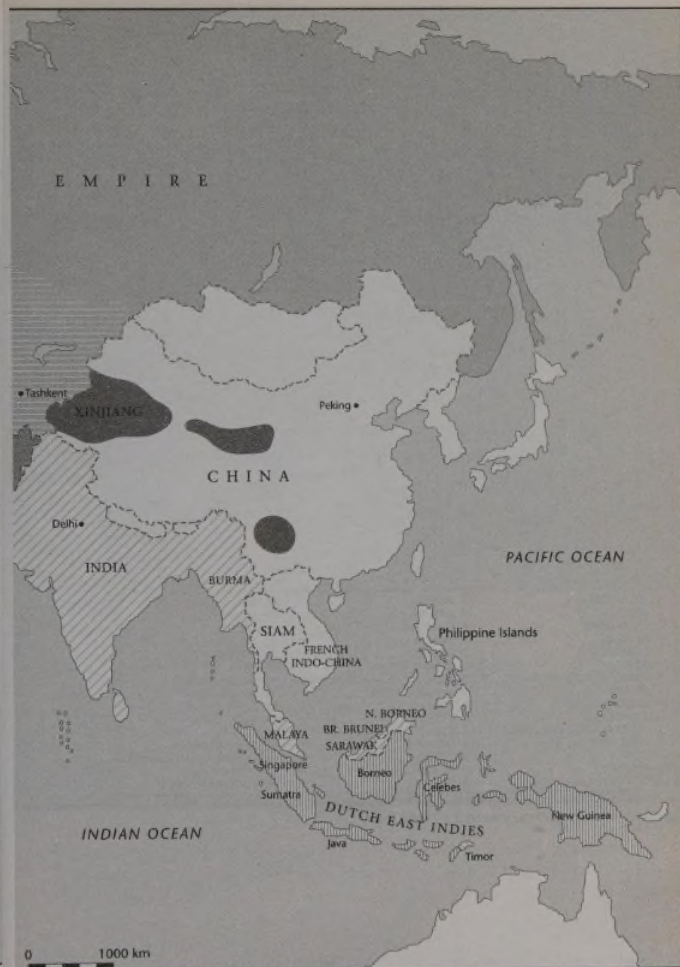 EMPIRE
Tashkent
XINJIANG
Peking
CHINA
Delhi
INDIA
PACIFIC OCEAN
BURMA
SIAM
Philippine Islands
FRENCH
INDO-CHINA
N. BORNEO
BR. BRUNEI
MALAYA
SARAWAK
Singapore
Borneo
Celebes
Sumatra
DUTCH EAST INDIES
New Guinea
INDIAN OCEAN
Java
Timor
0 1000 km